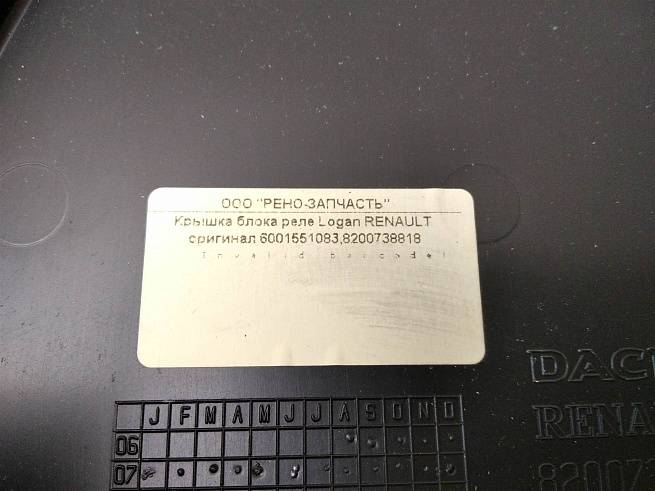 ООО "РЕНО-ЗАПЧАСТЬ"
Крышка блока реле Logan RENAULT
оригинал 6001551083,8200738818
Invalid barcode!
DAC
RENA
82007
J F M A M J J A S O N D
06
07